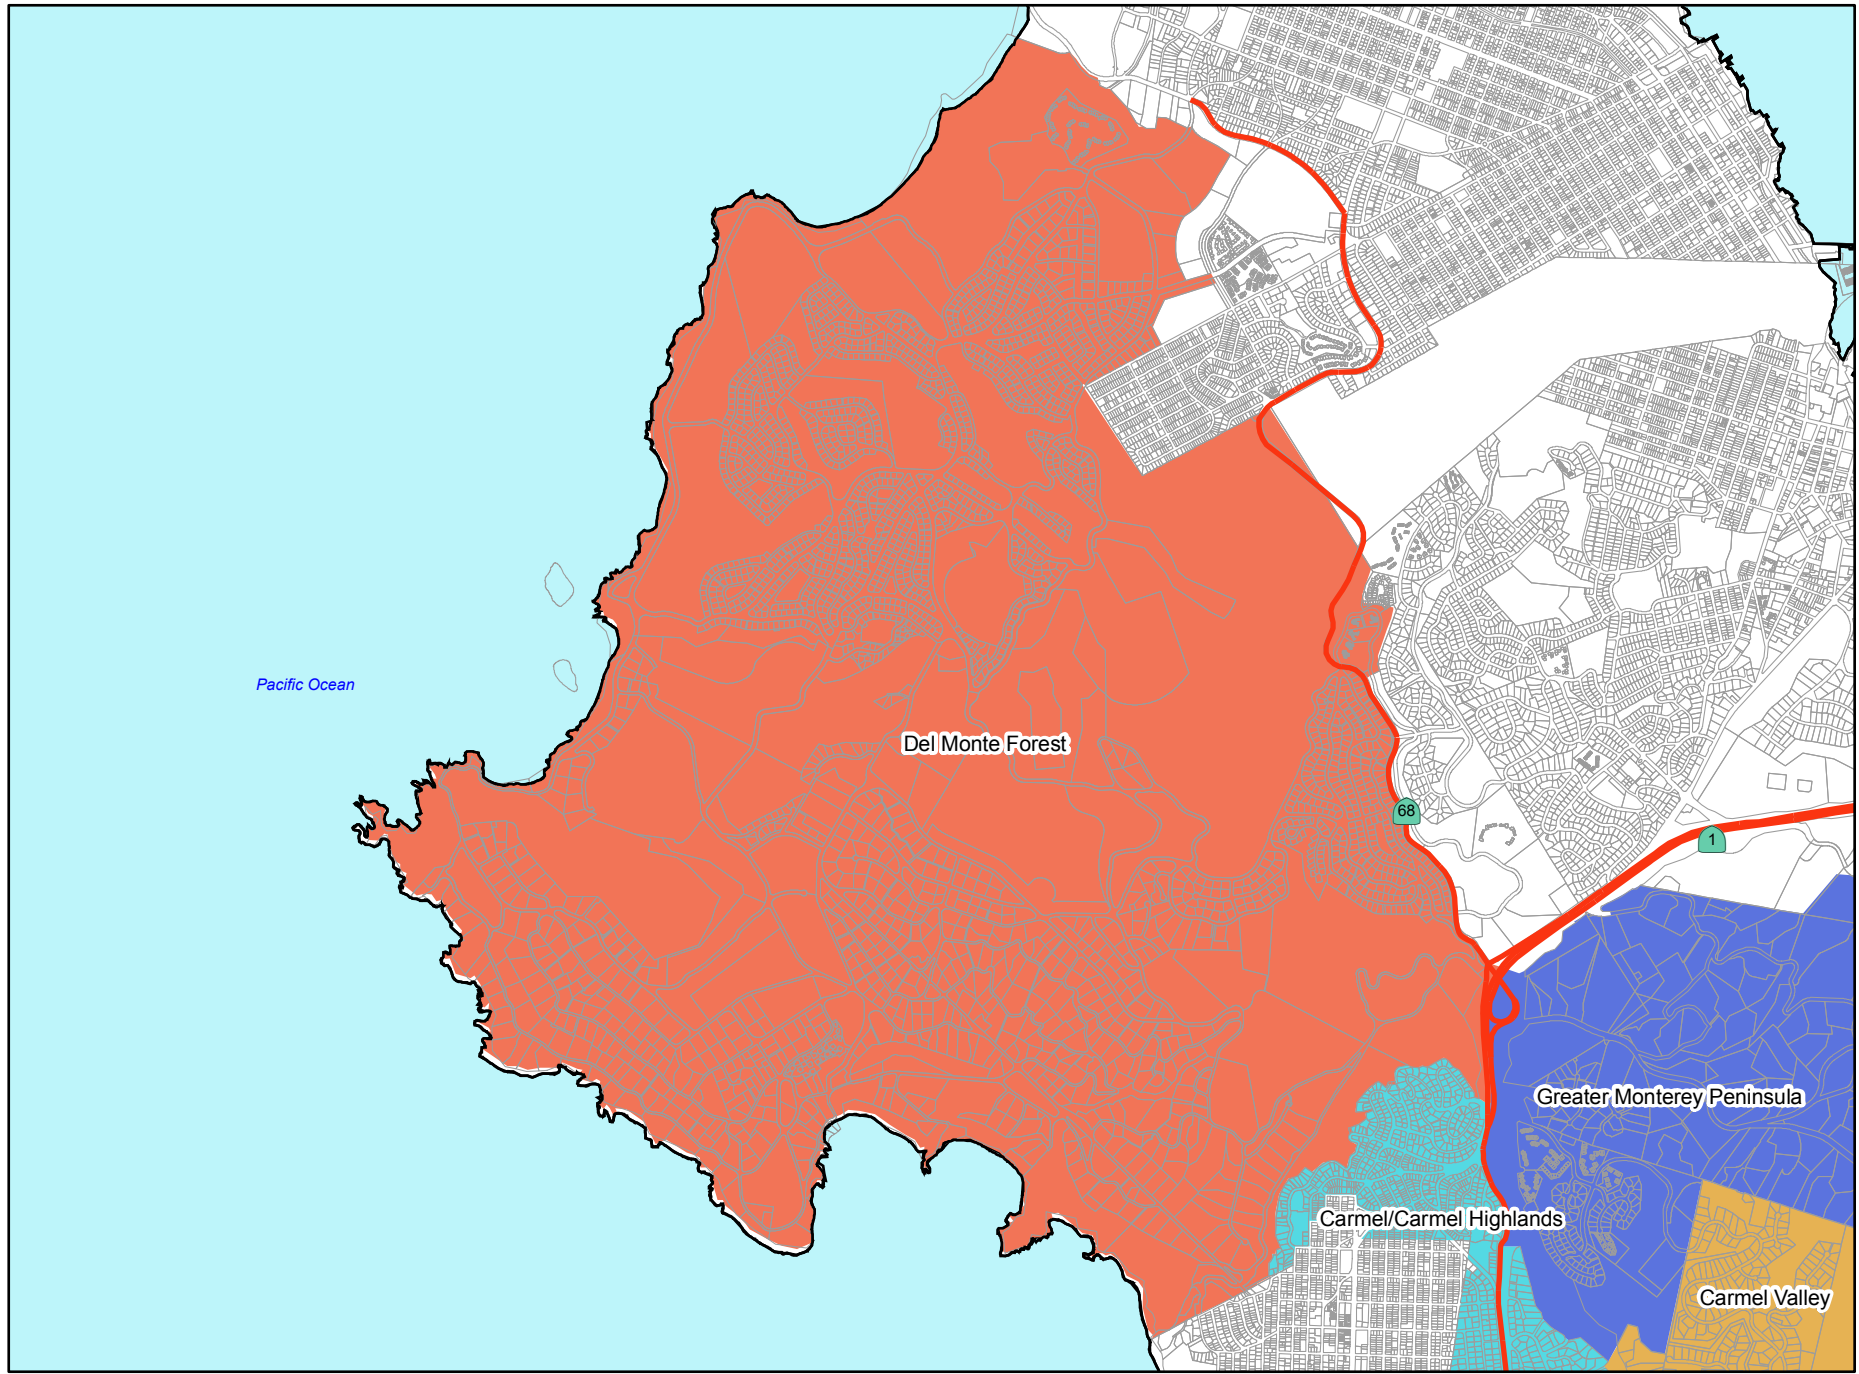 Pacific Ocean
Del Monte Forest
68
1
Greater Monterey Peninsula
Carmel/Carmel Highlands
Carmel Valley